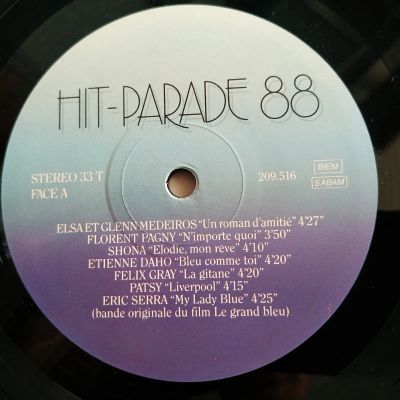 HIT-PARADE 88
STEREO 33 T
FACE A
209.516
BIEM
SABAM
ELSA ET GLENN MEDEIROS "Un roman d'amitié" 4'27"
FLORENT PAGNY "N'importe quoi" 3'50"
SHONA "Elodie, mon rêve" 4'10"
ETIENNE DAHO "Bleu comme toi" 4'20"
FELIX GRAY "La gitane" 4'20"
PATSY "Liverpool" 4'15"
ERIC SERRA "My Lady Blue" 4'25"
(bande originale du film Le grand bleu)